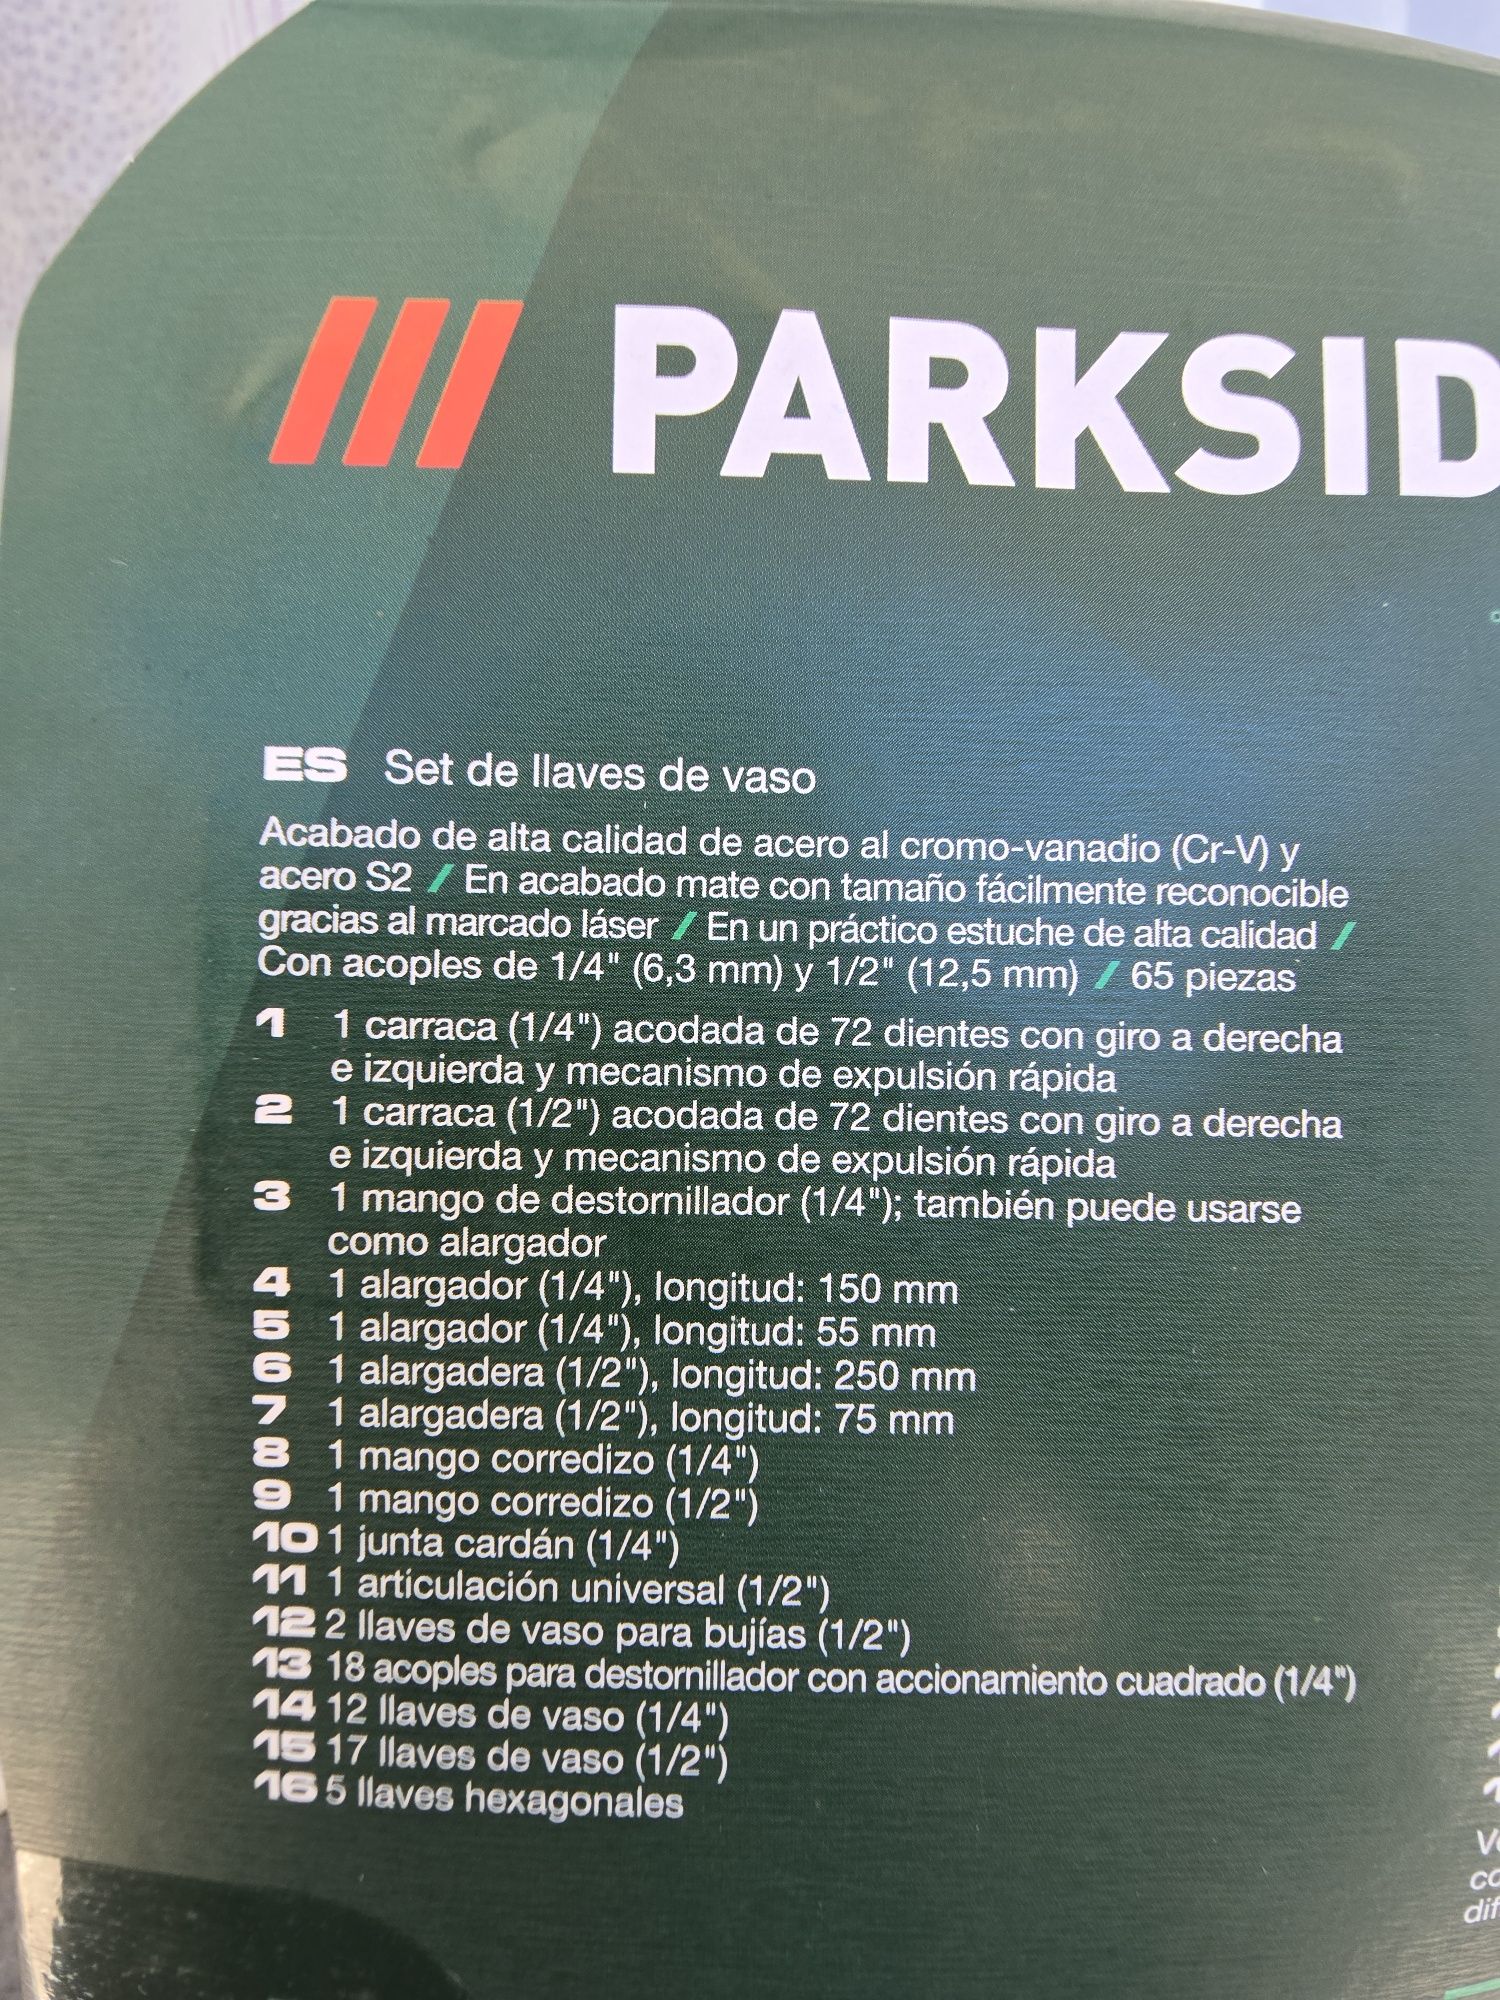 PARKSID
ES Set de llaves de vaso
Acabado de alta calidad de acero al cromo-vanadio (Cr-V) y
acero S2 / En acabado mate con tamaño fácilmente reconocible
gracias al marcado láser / En un práctico estuche de alta calidad /
Con acoples de 1/4" (6,3 mm) y 1/2" (12,5 mm) / 65 piezas
1 1 carraca (1/4") acodada de 72 dientes con giro a derecha
e izquierda y mecanismo de expulsión rápida
2 1 carraca (1/2") acodada de 72 dientes con giro a derecha
e izquierda y mecanismo de expulsión rápida
3 1 mango de destornillador (1/4"); también puede usarse
como alargador
4 1 alargador (1/4"), longitud: 150 mm
5 1 alargador (1/4"), longitud: 55 mm
6 1 alargadera (1/2"), longitud: 250 mm
7 1 alargadera (1/2"), longitud: 75 mm
8 1 mango corredizo (1/4")
9 1 mango corredizo (1/2")
10 1 junta cardán (1/4")
11 1 articulación universal (1/2")
12 2 llaves de vaso para bujías (1/2")
13 18 acoples para destornillador con accionamiento cuadrado (1/4")
14 12 llaves de vaso (1/4")
15 17 llaves de vaso (1/2")
16 5 llaves hexagonales